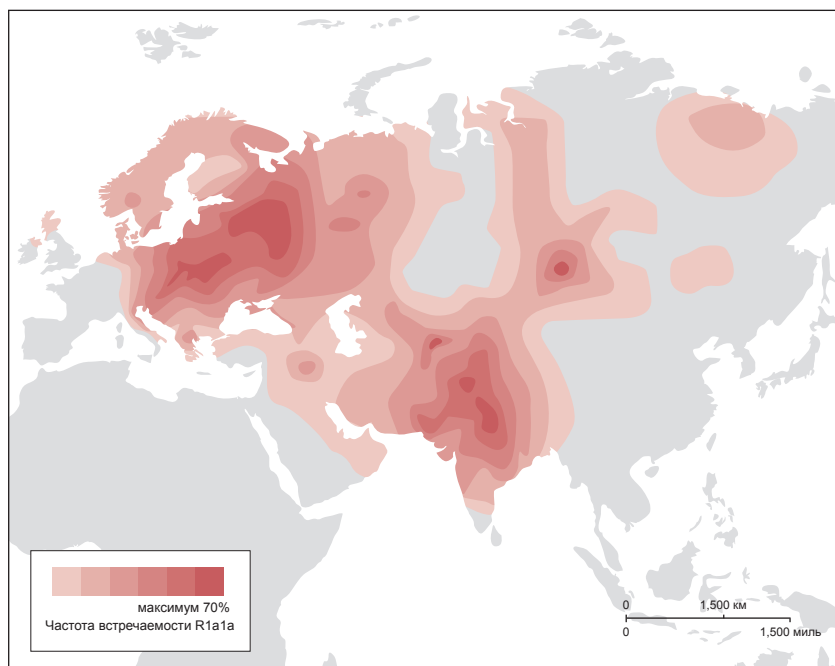 максимум 70%
Частота встречаемости R1a1a
0 1,500 км
0 1,500 миль